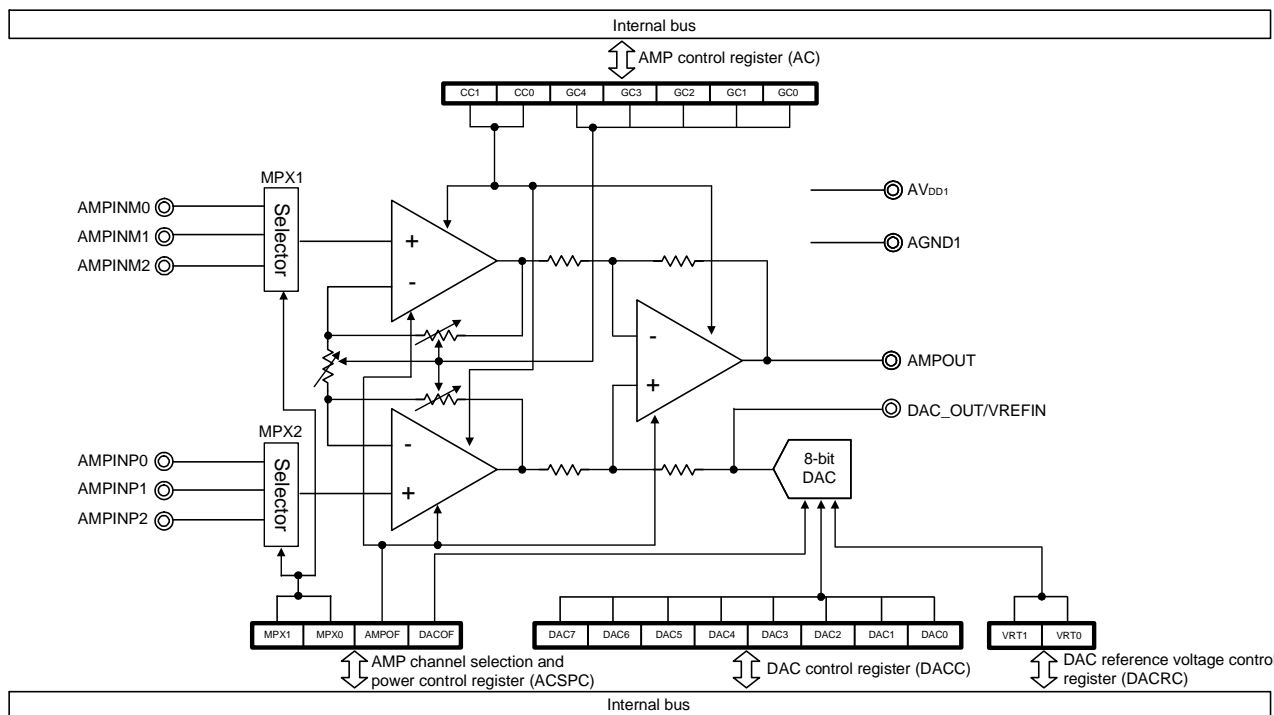 Internal bus
AMP control register (AC)
CC1 CC0 GC4 GC3 GC2 GC1 GC0
MPX1
Selector
AMPINM0
AMPINM1
AMPINM2
+
-
AVDD1
AGND1
-
+
AMPOUT
DAC_OUT/VREFIN
MPX2
Selector
AMPINP0
AMPINP1
AMPINP2
-
+
8-bit
DAC
MPX1 MPX0 AMPOF DACOF
DAC7 DAC6 DAC5 DAC4 DAC3 DAC2 DAC1 DAC0
VRT1 VRT0
AMP channel selection and
power control register (ACSPC)
DAC control register (DACC)
DAC reference voltage control
register (DACRC)
Internal bus